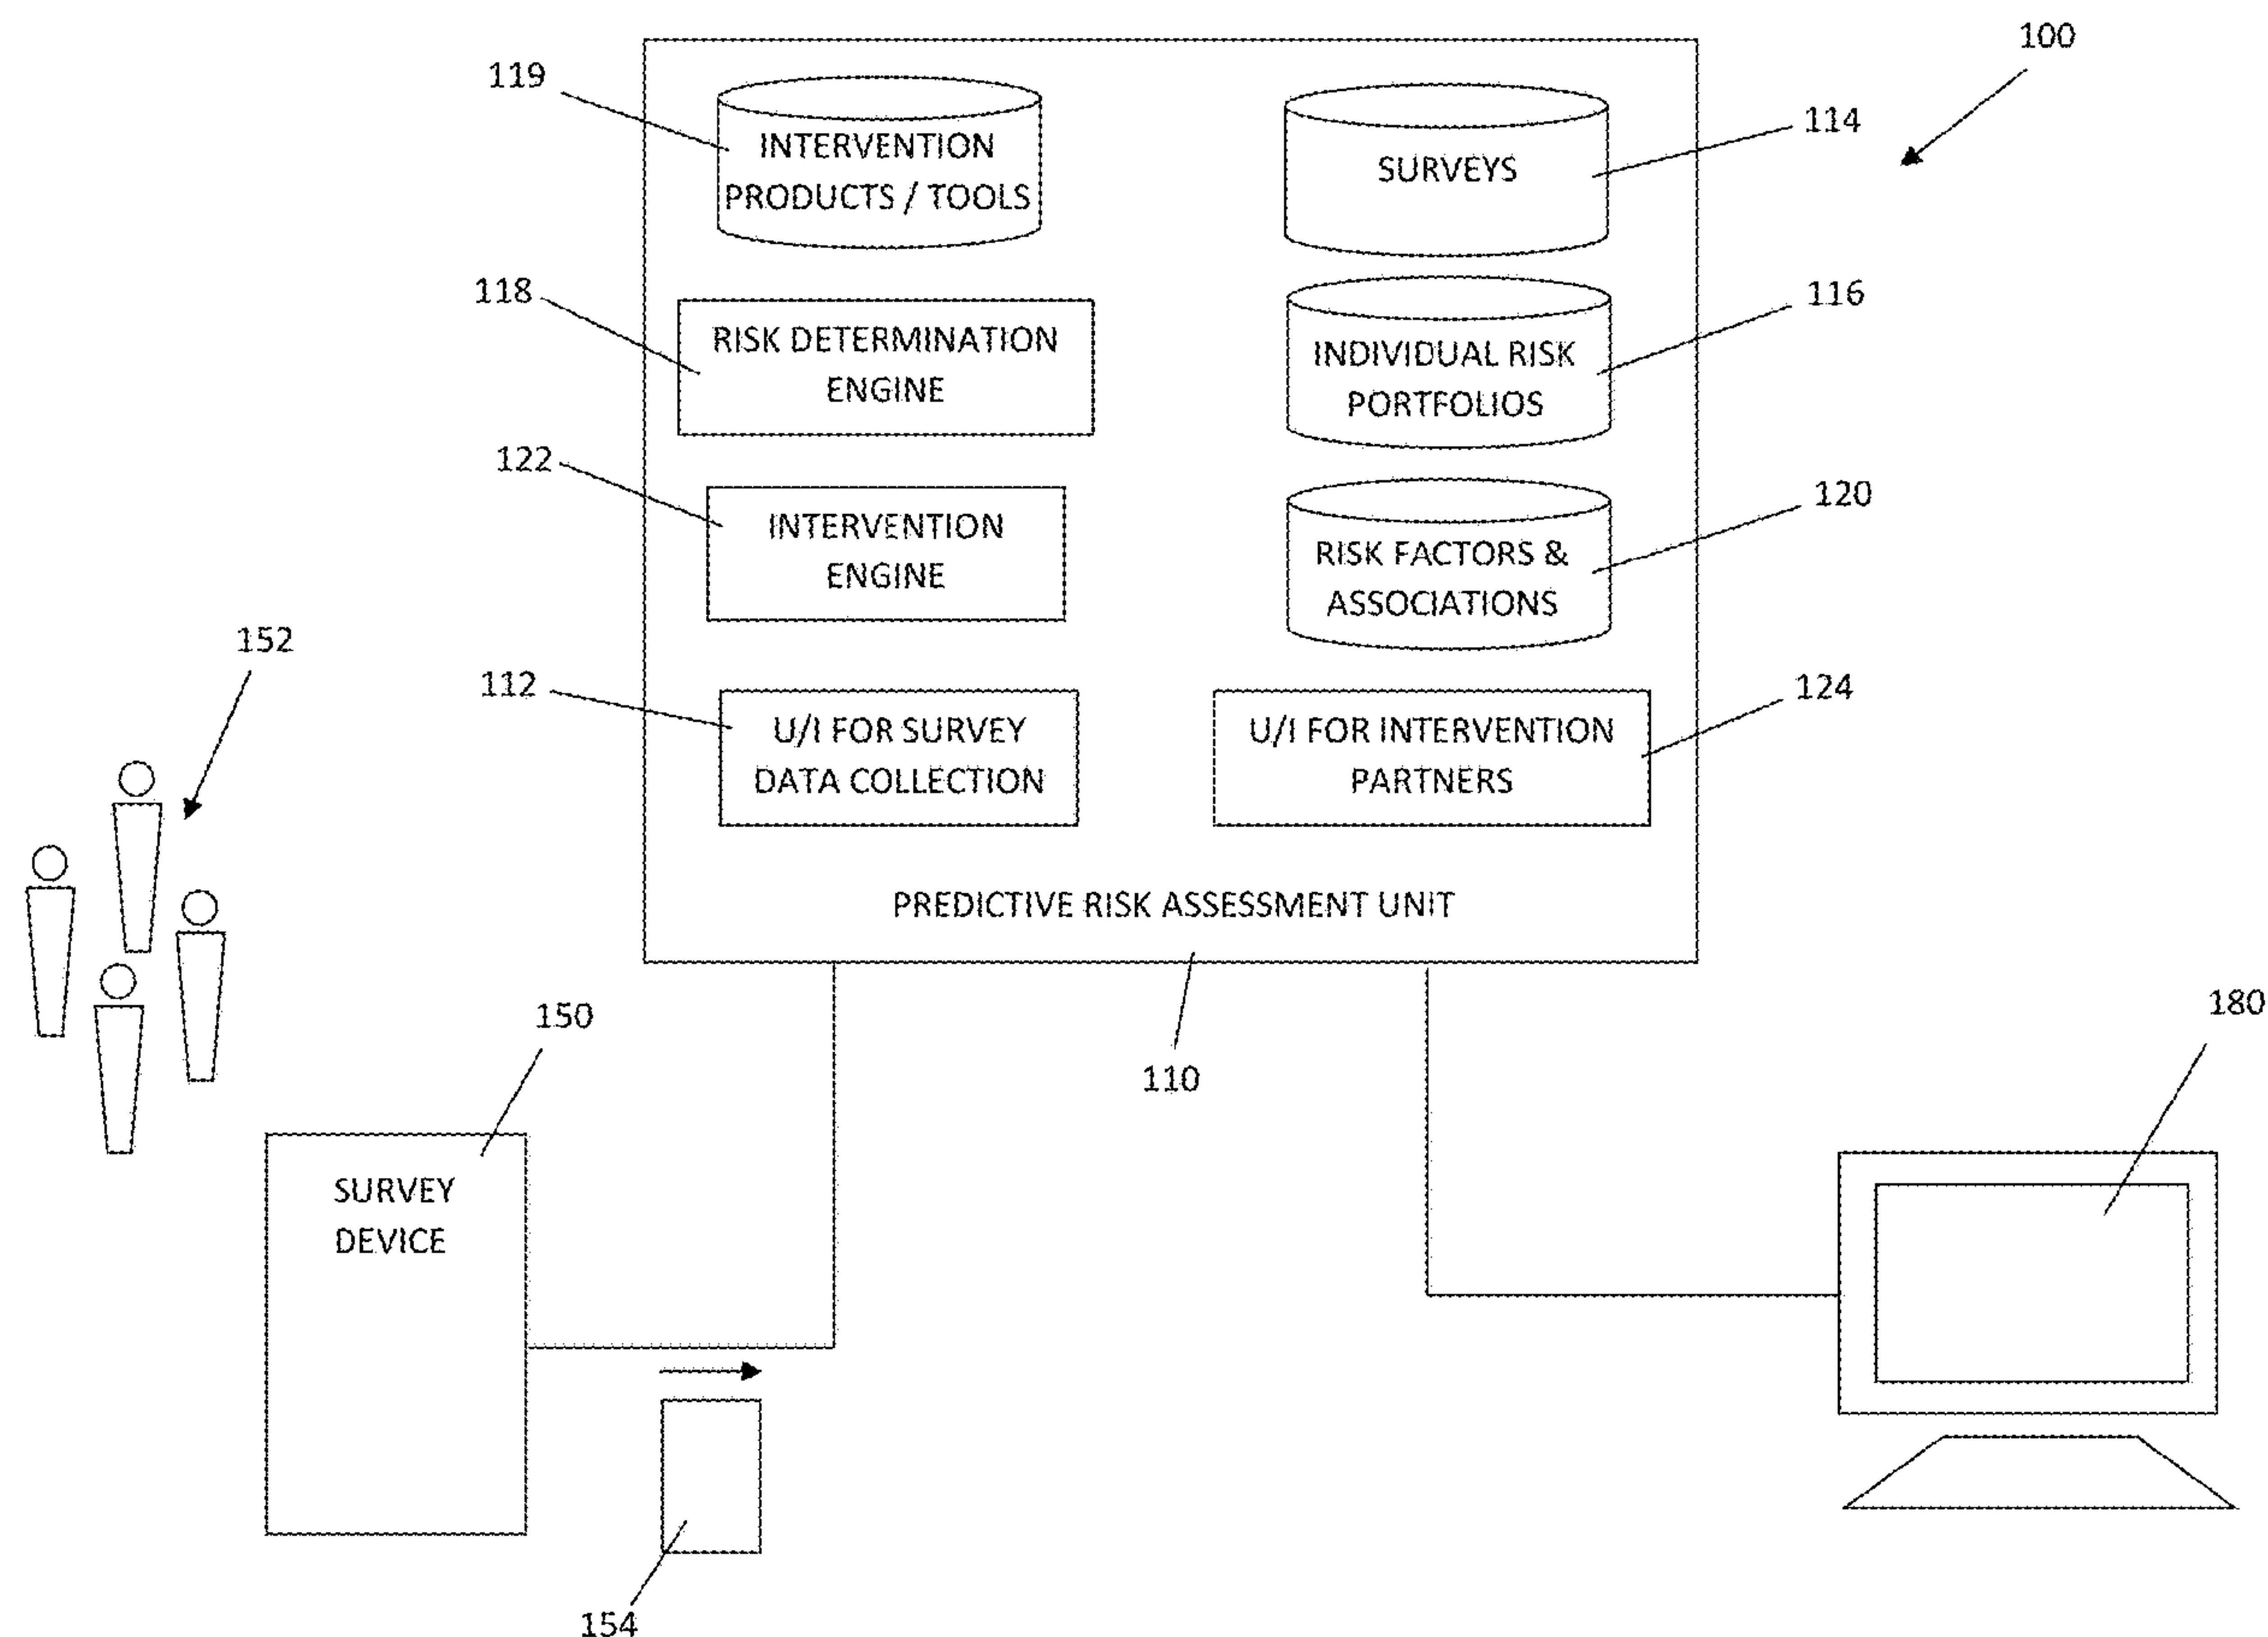 100
119
INTERVENTION
PRODUCTS / TOOLS
SURVEYS
114
118
RISK DETERMINATION
ENGINE
INDIVIDUAL RISK
PORTFOLIOS
116
122
INTERVENTION
ENGINE
RISK FACTORS &
ASSOCIATIONS
120
152
112
U/I FOR SURVEY
DATA COLLECTION
U/I FOR INTERVENTION
PARTNERS
124
PREDICTIVE RISK ASSESSMENT UNIT
110
150
SURVEY
DEVICE
180
154